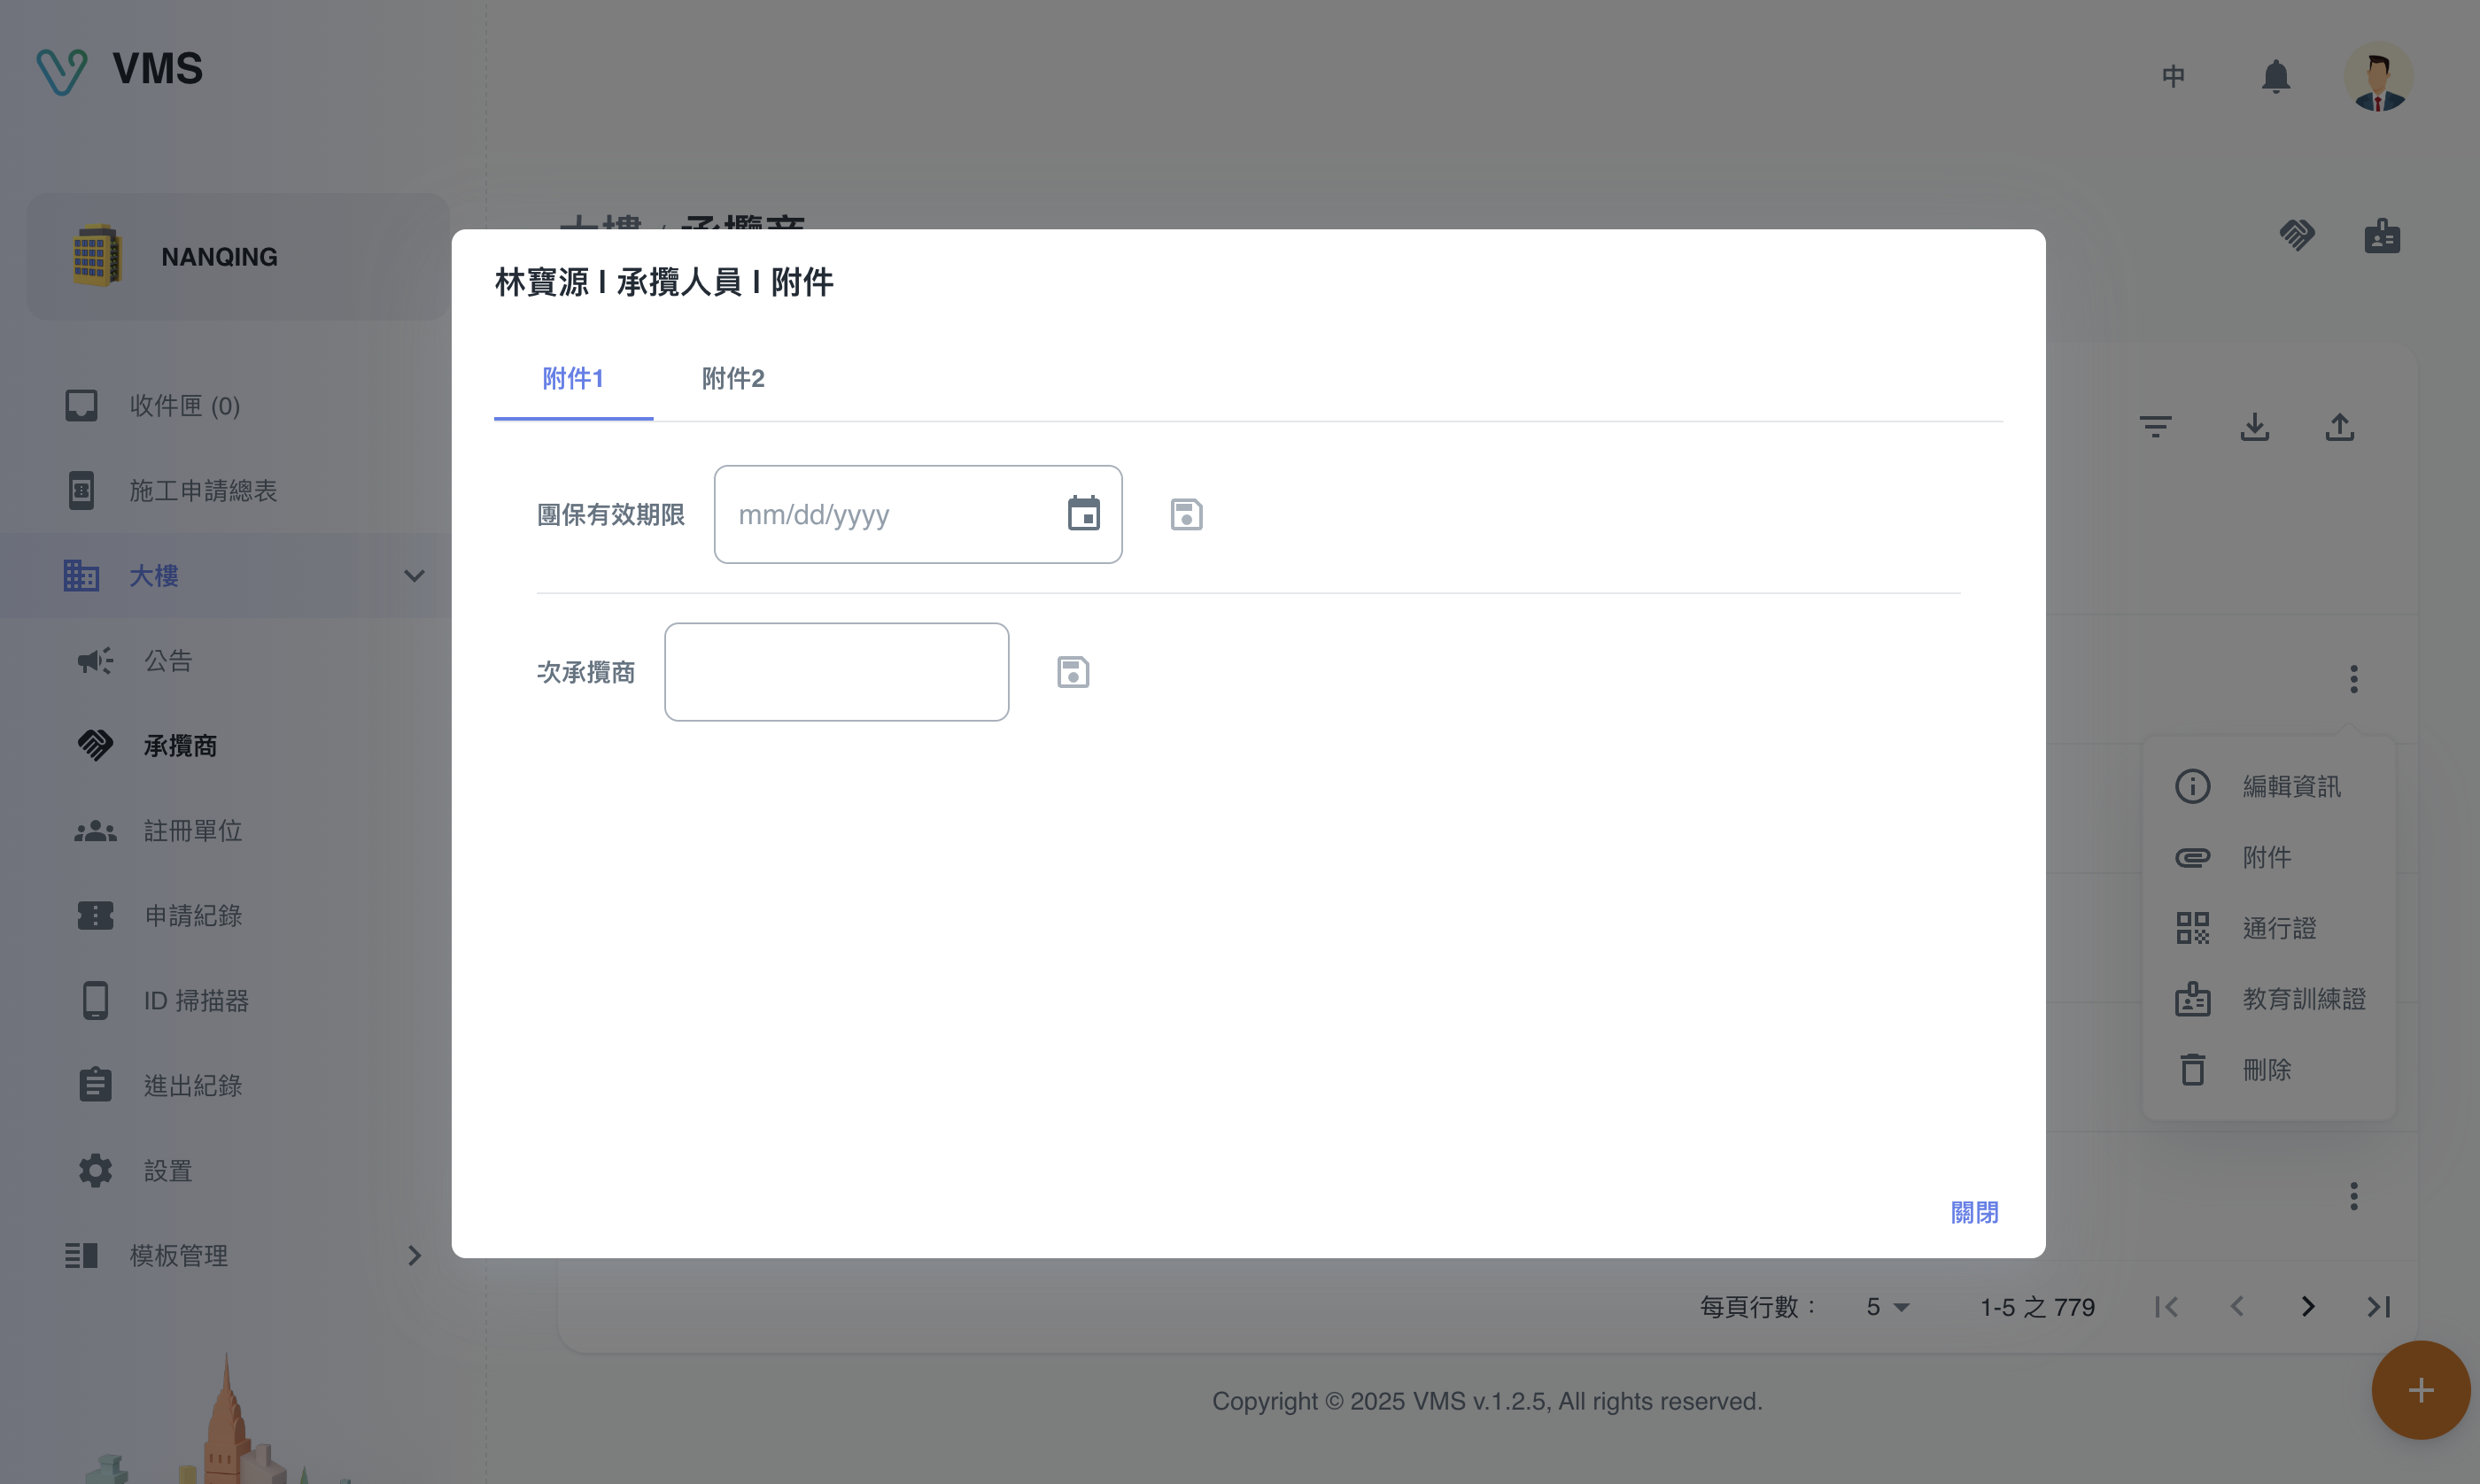 VMS
中
NANQING
大樓 / 承攬商
收件匣 (0)
施工申請總表
大樓
公告
承攬商
註冊單位
申請紀錄
ID 掃描器
進出紀錄
設置
模板管理
林寶源 I 承攬人員 I 附件
附件1
附件2
團保有效期限
mm/dd/yyyy
次承攬商
關閉
編輯資訊
附件
通行證
教育訓練證
刪除
每頁行數：
5
1-5 之 779
Copyright © 2025 VMS v.1.2.5, All rights reserved.